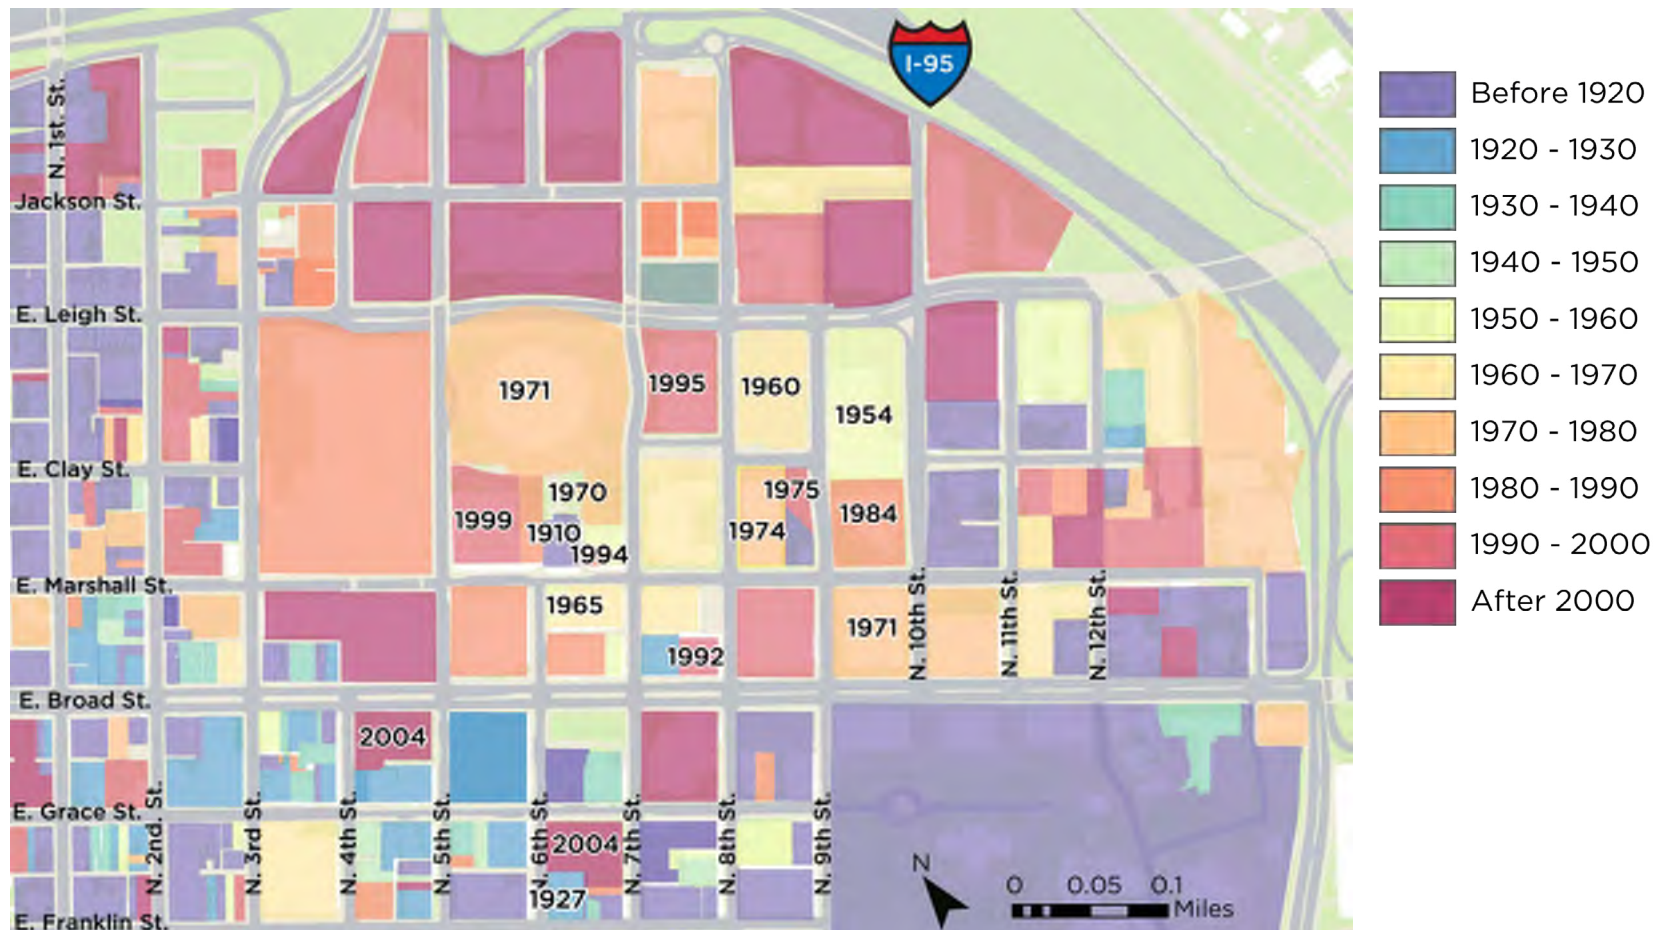 I-95
N. 1st. St.
Jackson St.
E. Leigh St.
1971
1995
1960
1954
E. Clay St.
1970
1975
1999
1910
1974
1984
1994
E. Marshall St.
1965
1971
N. 10th St.
N. 11th St.
N. 12th St.
1992
E. Broad St.
2004
E. Grace St.
N. 2nd. St.
N. 3rd St.
N. 4th St.
N. 5th St.
N. 6th St.
N. 7th St.
N. 8th St.
N. 9th St.
2004
1927
E. Franklin St.
N
0 0.05 0.1
Miles
Before 1920
1920 - 1930
1930 - 1940
1940 - 1950
1950 - 1960
1960 - 1970
1970 - 1980
1980 - 1990
1990 - 2000
After 2000